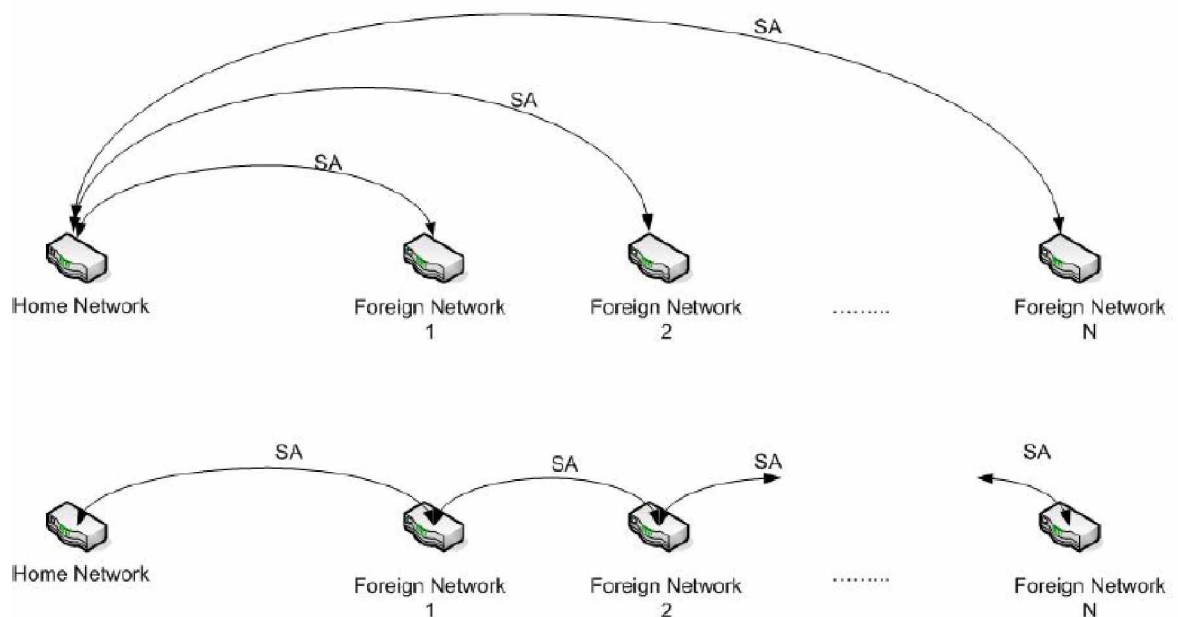 SA
SA
SA
Home Network
Foreign Network
1
Foreign Network
2
.........
Foreign Network
N
SA
SA
SA
SA
Home Network
Foreign Network
1
Foreign Network
2
.........
Foreign Network
N